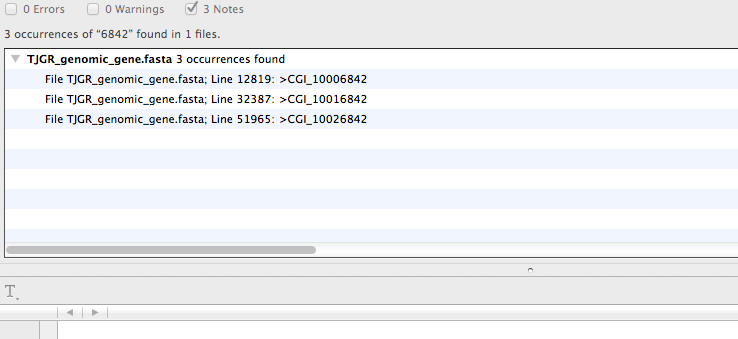 0 Errors 0 Warnings 3 Notes
3 occurrences of “6842” found in 1 files.
TJGR_genomic_gene.fasta 3 occurrences found
File TJGR_genomic_gene.fasta; Line 12819: >CGI_10006842
File TJGR_genomic_gene.fasta; Line 32387: >CGI_10016842
File TJGR_genomic_gene.fasta; Line 51965: >CGI_10026842
T